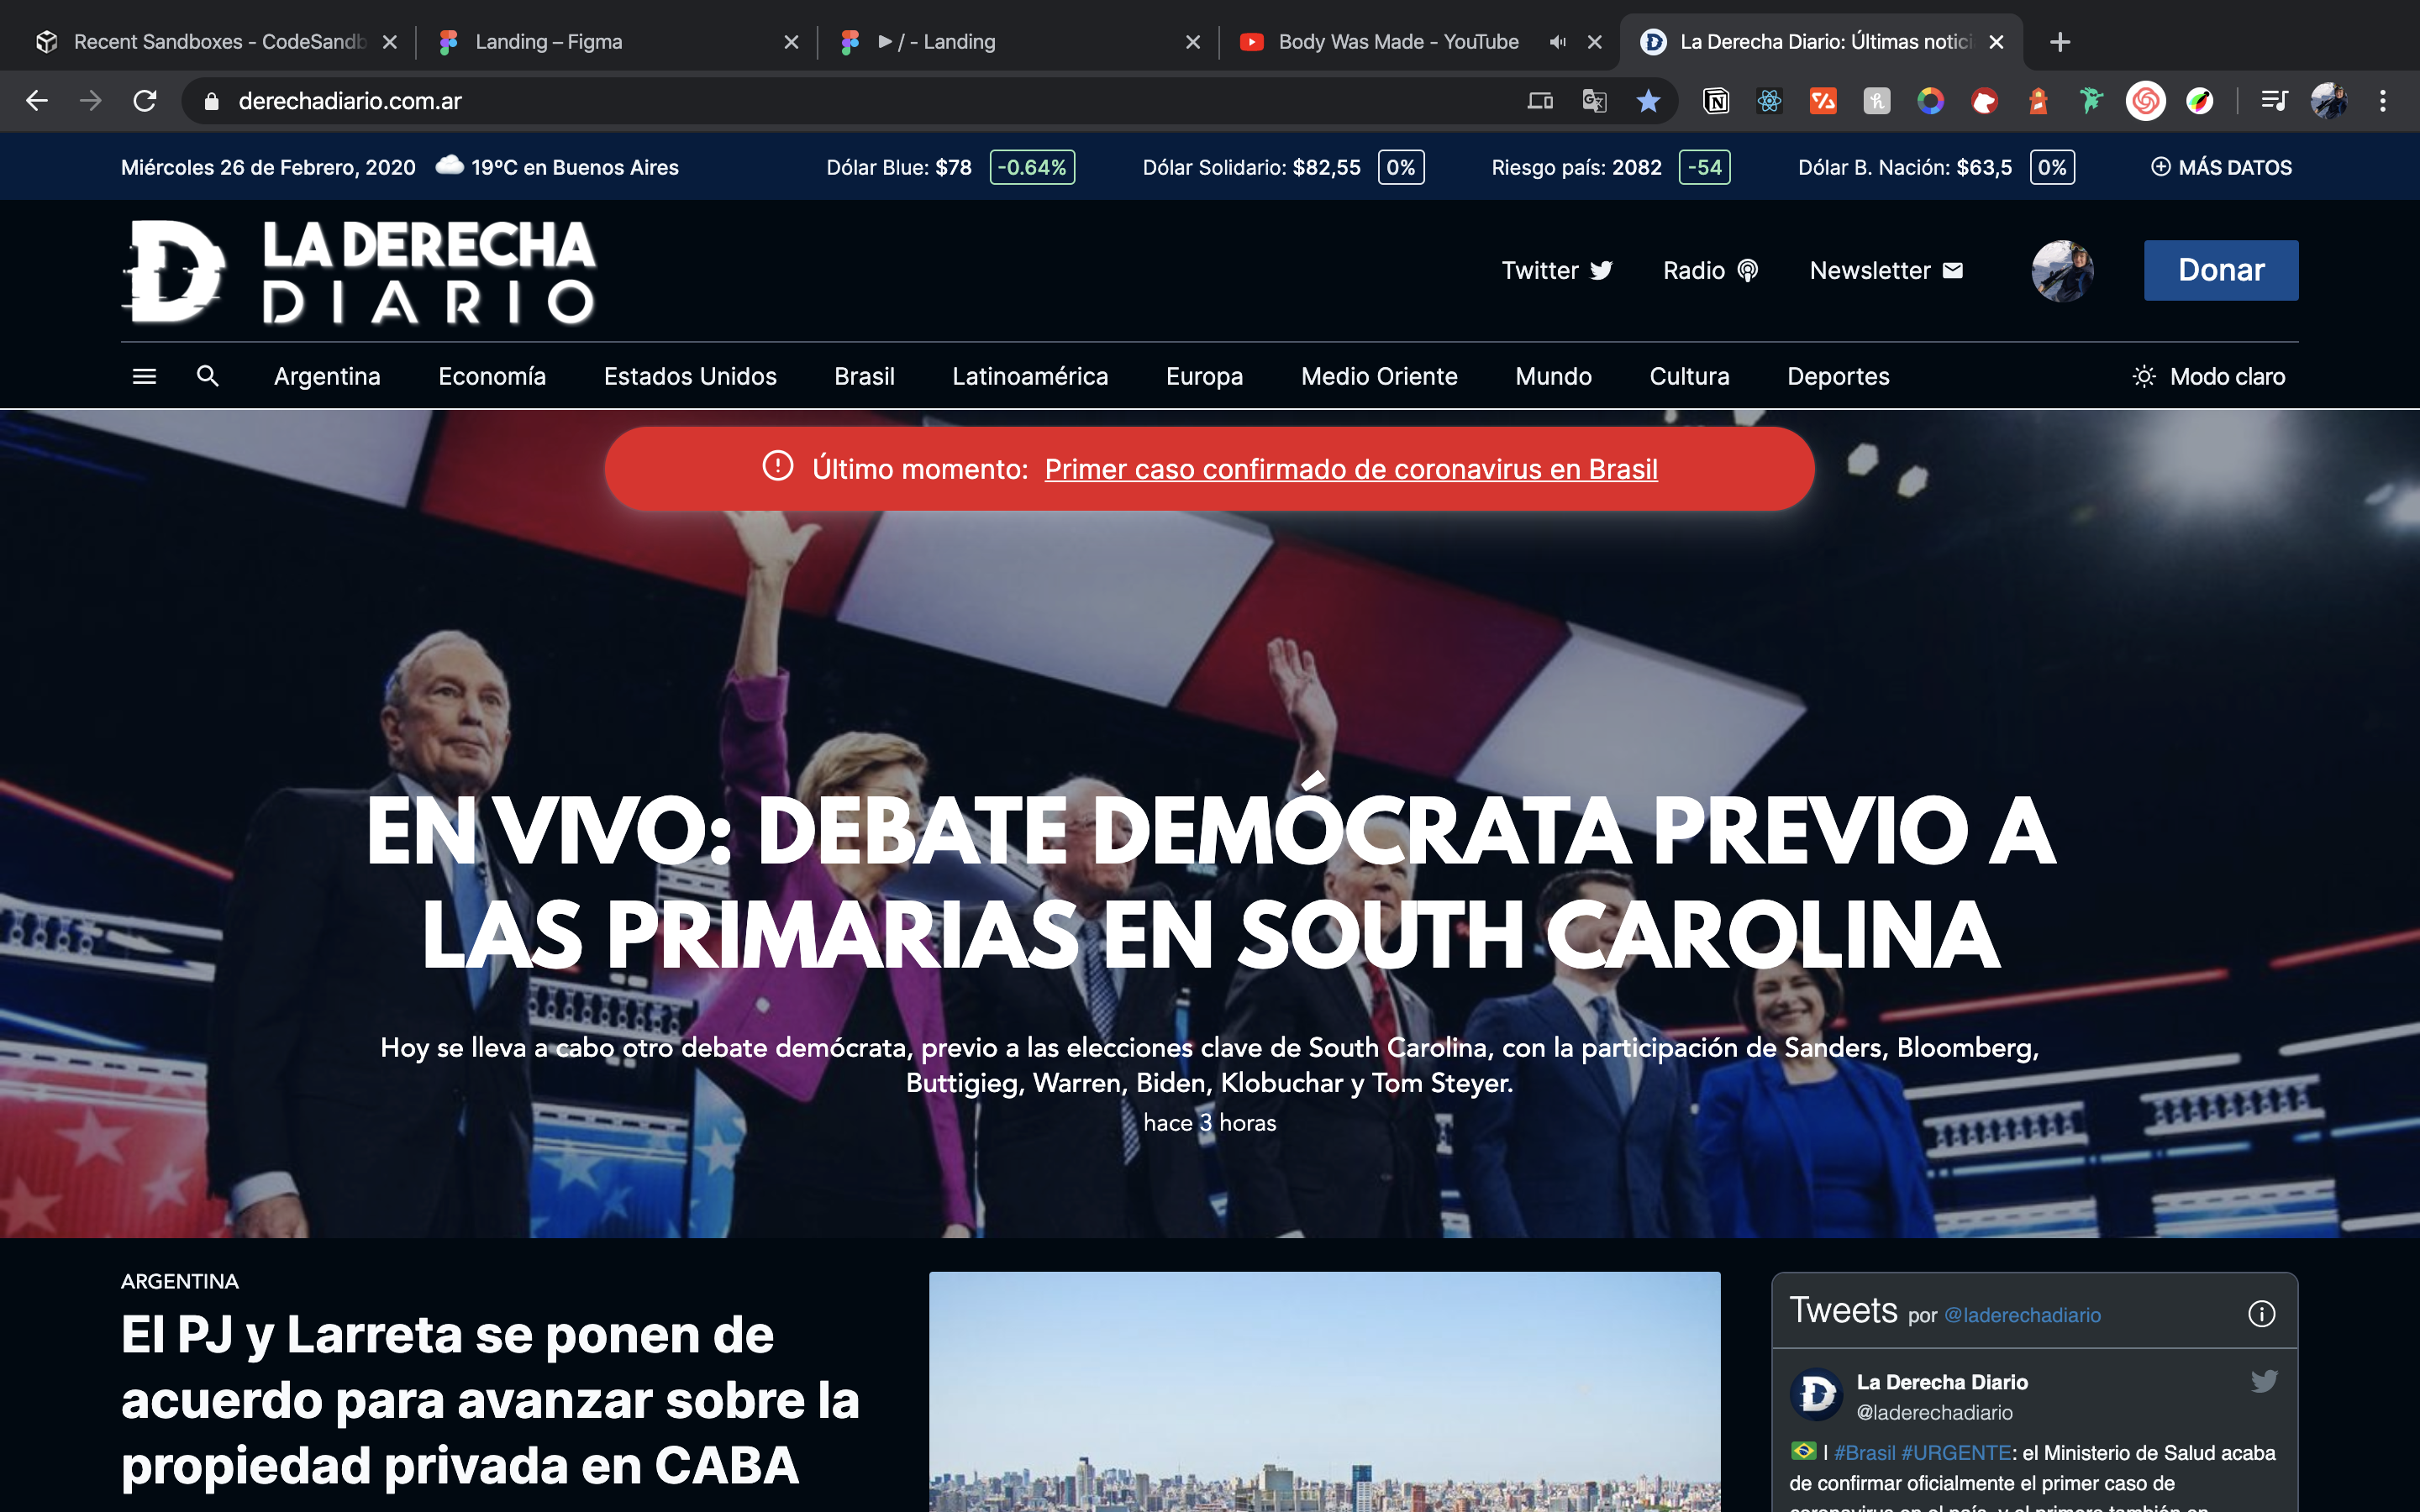 Recent Sandboxes - CodeSandb
Landing – Figma
/ - Landing
Body Was Made - YouTube
La Derecha Diario: Últimas notici
derechadiario.com.ar
Miércoles 26 de Febrero, 2020 19°C en Buenos Aires
Dólar Blue: $78 -0.64%
Dólar Solidario: $82,55 0%
Riesgo país: 2082 -54
Dólar B. Nación: $63,5 0%
MÁS DATOS
D LA DERECHA
DIARIO
Twitter
Radio
Newsletter
Donar
Argentina
Economía
Estados Unidos
Brasil
Latinoamérica
Europa
Medio Oriente
Mundo
Cultura
Deportes
Modo claro
Último momento: Primer caso confirmado de coronavirus en Brasil
EN VIVO: DEBATE DEMÓCRATA PREVIO A
LAS PRIMARIAS EN SOUTH CAROLINA
Hoy se lleva a cabo otro debate demócrata, previo a las elecciones clave de South Carolina, con la participación de Sanders, Bloomberg,
Buttigieg, Warren, Biden, Klobuchar y Tom Steyer.
hace 3 horas
ARGENTINA
El PJ y Larreta se ponen de
acuerdo para avanzar sobre la
propiedad privada en CABA
Tweets por @laderechadiario
La Derecha Diario
@laderechadiario
🇧🇷 | #Brasil #URGENTE: el Ministerio de Salud acaba
de confirmar oficialmente el primer caso de